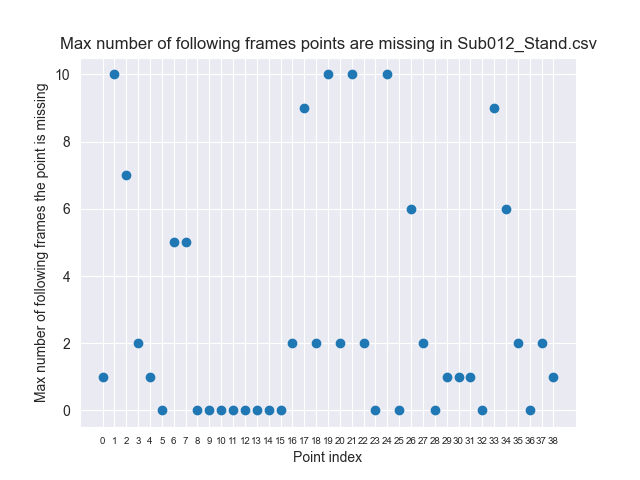 Max number of following frames points are missing in Sub012_Stand.csv
Max number of following frames the point is missing
10
8
6
4
2
0
0 1 2 3 4 5 6 7 8 9 10 11 12 13 14 15 16 17 18 19 20 21 22 23 24 25 26 27 28 29 30 31 32 33 34 35 36 37 38
Point index